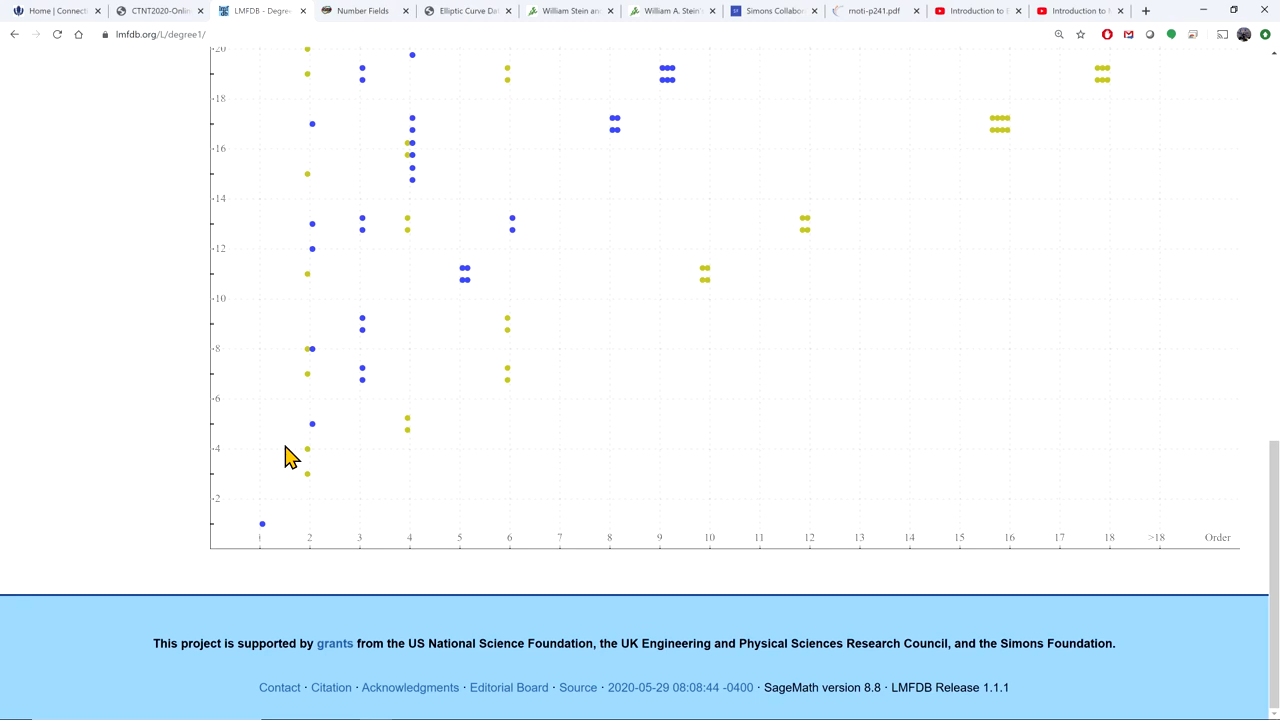 Home | Connecti
CTNT2020-Onlin
LMFDB - Degre
Number Fields
Elliptic Curve Dat
William Stein an
William A. Stein'
Simons Collabor
moti-p241.pdf
Introduction to E
Introduction to M
lmfdb.org/L/degree1/
20
18
16
14
12
10
8
6
4
2
1 2 3 4 5 6 7 8 9 10 11 12 13 14 15 16 17 18 >18 Order
This project is supported by grants from the US National Science Foundation, the UK Engineering and Physical Sciences Research Council, and the Simons Foundation.
Contact · Citation · Acknowledgments · Editorial Board · Source · 2020-05-29 08:08:44 -0400 · SageMath version 8.8 · LMFDB Release 1.1.1